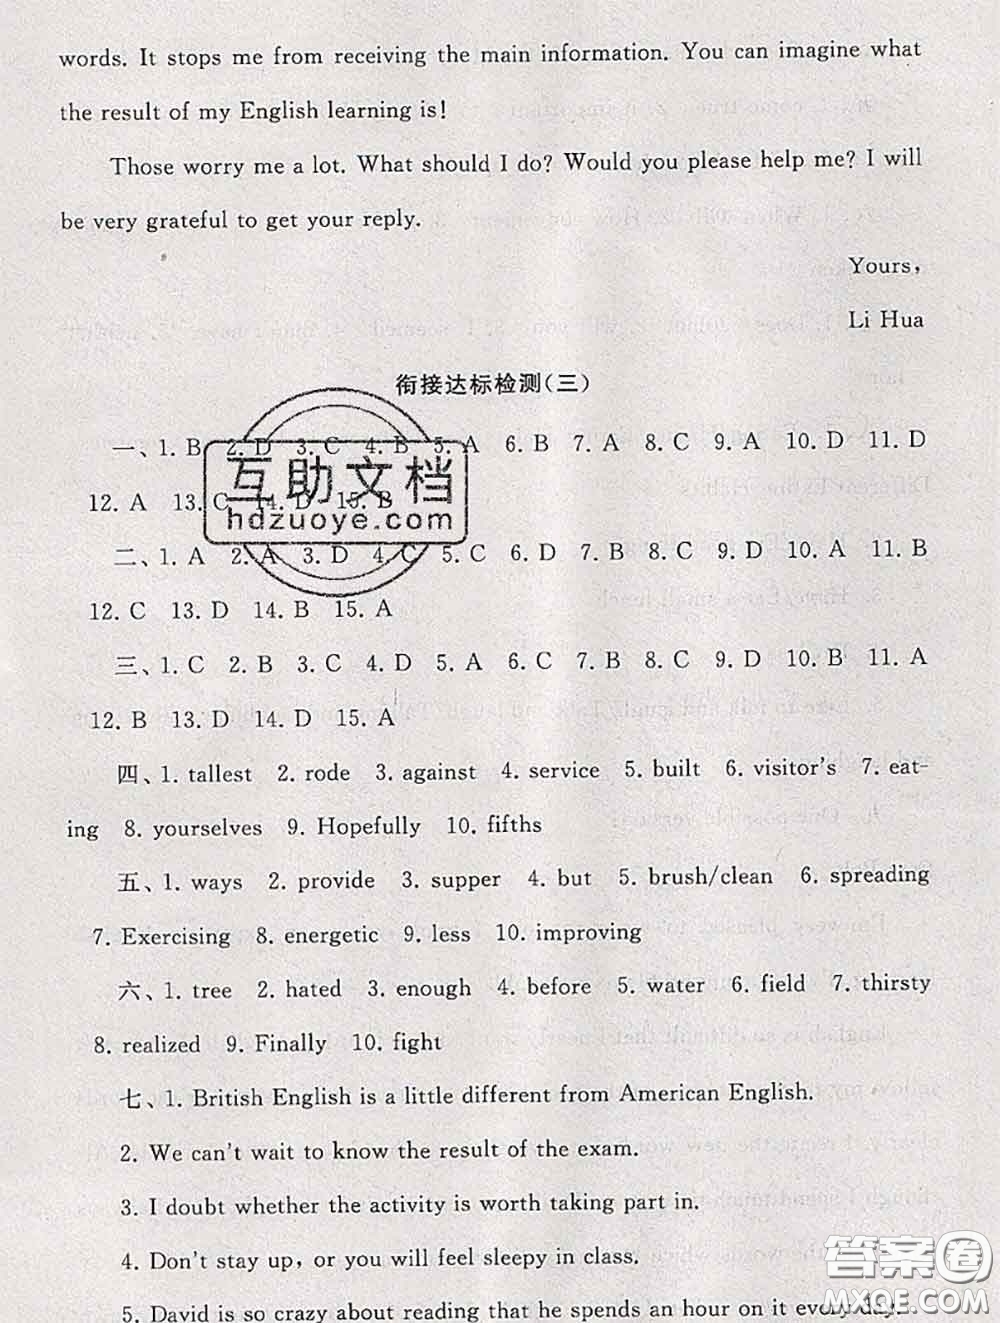 words. It stops me from receiving the main information. You can imagine what
the result of my English learning is!
Those worry me a lot. What should I do? Would you please help me? I will
be very grateful to get your reply.
Yours,
Li Hua
衔接达标检测(三)
一、1. B 2. D 3. C 4. B 5. A 6. B 7. A 8. C 9. A 10. D 11. D
12. A 13. C 14. D 15. B
互助文档
hdzuoye.com
二、1. A 2. A 3. D 4. C 5. C 6. D 7. B 8. C 9. D 10. A 11. B
12. C 13. D 14. B 15. A
三、1. C 2. B 3. C 4. D 5. A 6. C 7. B 8. C 9. D 10. B 11. A
12. B 13. D 14. D 15. A
四、1. tallest 2. rode 3. against 4. service 5. built 6. visitor's 7. eat-
ing 8. yourselves 9. Hopefully 10. fifths
五、1. ways 2. provide 3. supper 4. but 5. brush/clean 6. spreading
7. Exercising 8. energetic 9. less 10. improving
六、1. tree 2. hated 3. enough 4. before 5. water 6. field 7. thirsty
8. realized 9. Finally 10. fight
七、1. British English is a little different from American English.
2. We can't wait to know the result of the exam.
3. I doubt whether the activity is worth taking part in.
4. Don't stay up, or you will feel sleepy in class.
5. David is so crazy about reading that he spends an hour on it every day.
答案圈
MXQE.COM